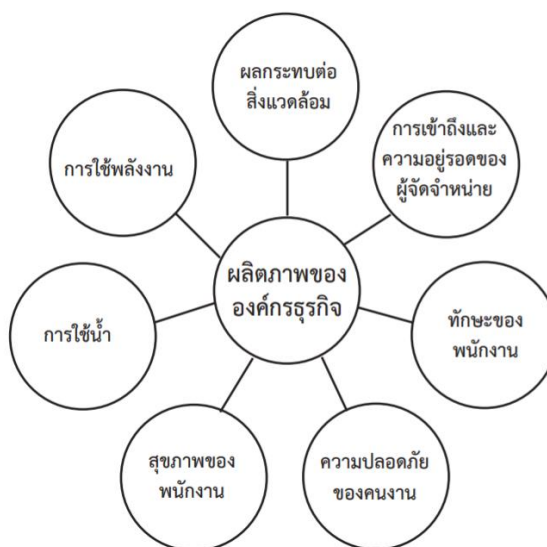 ผลกระทบต่อ
สิ่งแวดล้อม
การเข้าถึงและ
ความอยู่รอดของ
ผู้จัดจำหน่าย
ทักษะของ
พนักงาน
ความปลอดภัย
ของคนงาน
สุขภาพของ
พนักงาน
การใช้น้ำ
การใช้พลังงาน
ผลิตภาพของ
องค์กรธุรกิจ